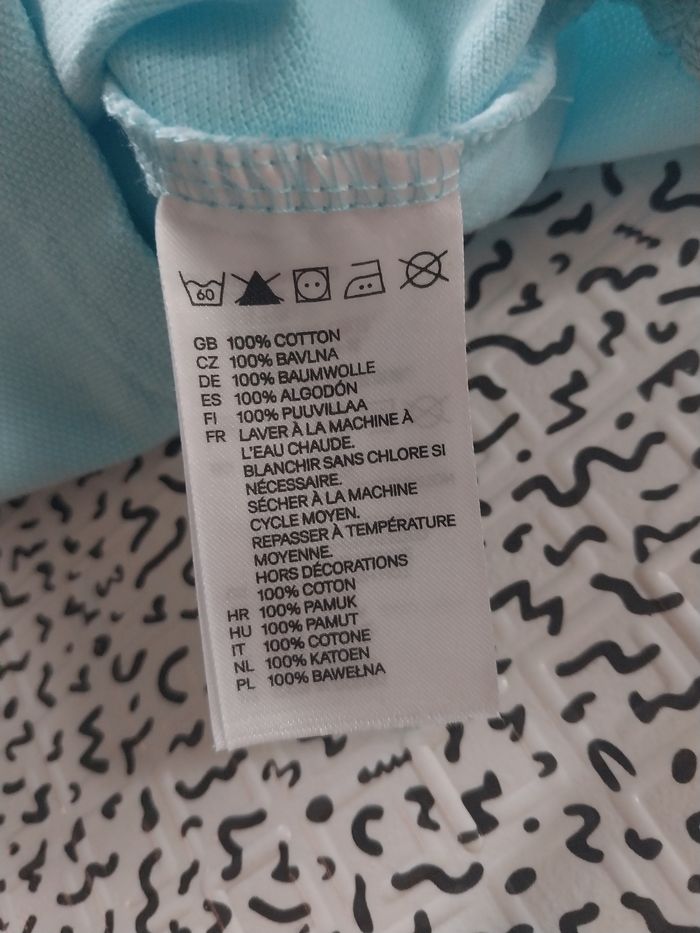 60
GB 100% COTTON
CZ 100% BAVLNA
DE 100% BAUMWOLLE
ES 100% ALGODÓN
FI 100% PUUVILLAA
FR LAVER À LA MACHINE À
L'EAU CHAUDE.
BLANCHIR SANS CHLORE SI
NÉCESSAIRE.
SÉCHER À LA MACHINE
CYCLE MOYEN.
REPASSER À TEMPÉRATURE
MOYENNE.
HORS DÉCORATIONS
100% COTON
HR 100% PAMUK
HU 100% PAMUT
IT 100% COTONE
NL 100% KATOEN
PL 100% BAWEŁNA